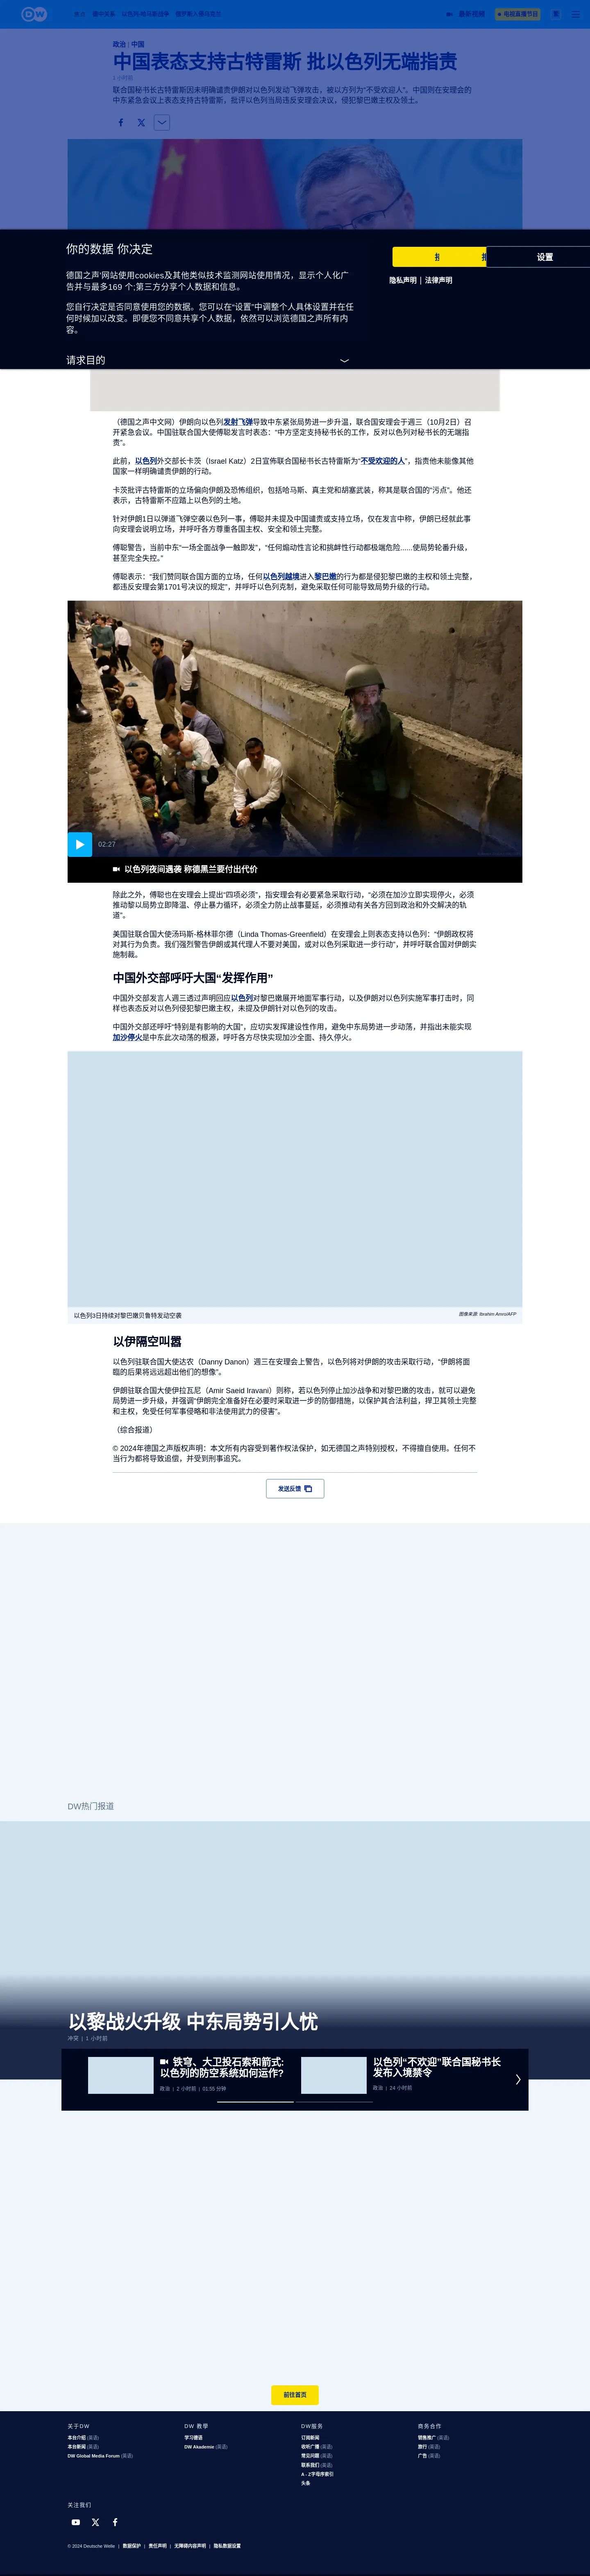 DW
焦点 德中关系 以色列/哈马斯战争 俄罗斯入侵乌克兰
最新视频
电视直播节目
繁
政治 | 中国
中国表态支持古特雷斯 批以色列无端指责
1 小时前
联合国秘书长古特雷斯因未明确谴责伊朗对以色列发动飞弹攻击，被以方列为“不受欢迎人”。中国则在安理会的
中东紧急会议上表态支持古特雷斯，批评以色列当局违反安理会决议，侵犯黎巴嫩主权及领土。
你的数据 你决定
德国之声’网站使用cookies及其他类似技术监测网站使用情况，显示个人化广
告并与最多169 个;第三方分享个人数据和信息。
您自行决定是否同意使用您的数据。您可以在“设置”中调整个人具体设置并在任
何时候加以改变。即便您不同意共享个人数据，依然可以浏览德国之声所有内
容。
请求目的
设置
隐私声明 | 法律声明
（德国之声中文网）伊朗向以色列发射飞弹导致中东紧张局势进一步升温，联合国安理会于週三（10月2日）召
开紧急会议。中国驻联合国大使傅聪发言时表态：“中方坚定支持秘书长的工作，反对以色列对秘书长的无端指
责”。
此前，以色列外交部长卡茨（Israel Katz）2日宣佈联合国秘书长古特雷斯为“不受欢迎的人”，指责他未能像其他
国家一样明确谴责伊朗的行动。
卡茨批评古特雷斯的立场偏向伊朗及恐怖组织，包括哈马斯、真主党和胡塞武装，称其是联合国的“污点”。他还
表示，古特雷斯不应踏上以色列的土地。
针对伊朗1日以弹道飞弹空袭以色列一事，傅聪并未提及中国谴责或支持立场，仅在发言中称，伊朗已经就此事
向安理会说明立场，并呼吁各方尊重各国主权、安全和领土完整。
傅聪警告，当前中东“一场全面战争一触即发”，“任何煽动性言论和挑衅性行动都极端危险......使局势轮番升级，
甚至完全失控。”
傅聪表示：“我们赞同联合国方面的立场，任何以色列越境进入黎巴嫩的行为都是侵犯黎巴嫩的主权和领土完整，
都违反安理会第1701号决议的规定”，并呼吁以色列克制，避免采取任何可能导致局势升级的行动。
02:27
以色列夜间遇袭 称德黑兰要付出代价
除此之外，傅聪也在安理会上提出“四项必须”，指安理会有必要紧急采取行动，“必须在加沙立即实现停火，必须
推动黎以局势立即降温、停止暴力循环，必须全力防止战事蔓延，必须推动有关各方回到政治和外交解决的轨
道”。
美国驻联合国大使汤玛斯-格林菲尔德（Linda Thomas-Greenfield）在安理会上则表态支持以色列：“伊朗政权将
对其行为负责。我们强烈警告伊朗或其代理人不要对美国，或对以色列采取进一步行动”，并呼吁联合国对伊朗实
施制裁。
中国外交部呼吁大国“发挥作用”
中国外交部发言人週三透过声明回应以色列对黎巴嫩展开地面军事行动，以及伊朗对以色列实施军事打击时，同
样也表态反对以色列侵犯黎巴嫩主权，未提及伊朗针对以色列的攻击。
中国外交部还呼吁“特别是有影响的大国”，应切实发挥建设性作用，避免中东局势进一步动荡，并指出未能实现
加沙停火是中东此次动荡的根源，呼吁各方尽快实现加沙全面、持久停火。
以色列3日持续对黎巴嫩贝鲁特发动空袭
图像来源: Ibrahim Amro/AFP
以伊隔空叫嚣
以色列驻联合国大使达农（Danny Danon）週三在安理会上警告，以色列将对伊朗的攻击采取行动，“伊朗将面
临的后果将远远超出他们的想像”。
伊朗驻联合国大使伊拉瓦尼（Amir Saeid Iravani）则称，若以色列停止加沙战争和对黎巴嫩的攻击，就可以避免
局势进一步升级，并强调“伊朗完全准备好在必要时采取进一步的防御措施，以保护其合法利益，捍卫其领土完整
和主权，免受任何军事侵略和非法使用武力的侵害”。
（综合报道）
© 2024年德国之声版权声明：本文所有内容受到著作权法保护，如无德国之声特别授权，不得擅自使用。任何不
当行为都将导致追偿，并受到刑事追究。
发送反馈
DW热门报道
以黎战火升级 中东局势引人忧
冲突 | 1 小时前
铁穹、大卫投石索和箭式:
以色列的防空系统如何运作?
政治 | 2 小时前 | 01:55 分钟
以色列“不欢迎”联合国秘书长
发布入境禁令
政治 | 24 小时前
前往首页
关于DW
本台介绍 (英语)
本台新闻 (英语)
DW Global Media Forum (英语)
DW 教学
学习德语
DW Akademie (英语)
DW服务
订阅新闻
收听广播 (英语)
常见问题 (英语)
联系我们 (英语)
A - Z字母序索引
头条
商务合作
销售推广 (英语)
旅行 (英语)
广告 (英语)
关注我们
© 2024 Deutsche Welle | 数据保护 | 责任声明 | 无障碍内容声明 | 隐私数据设置